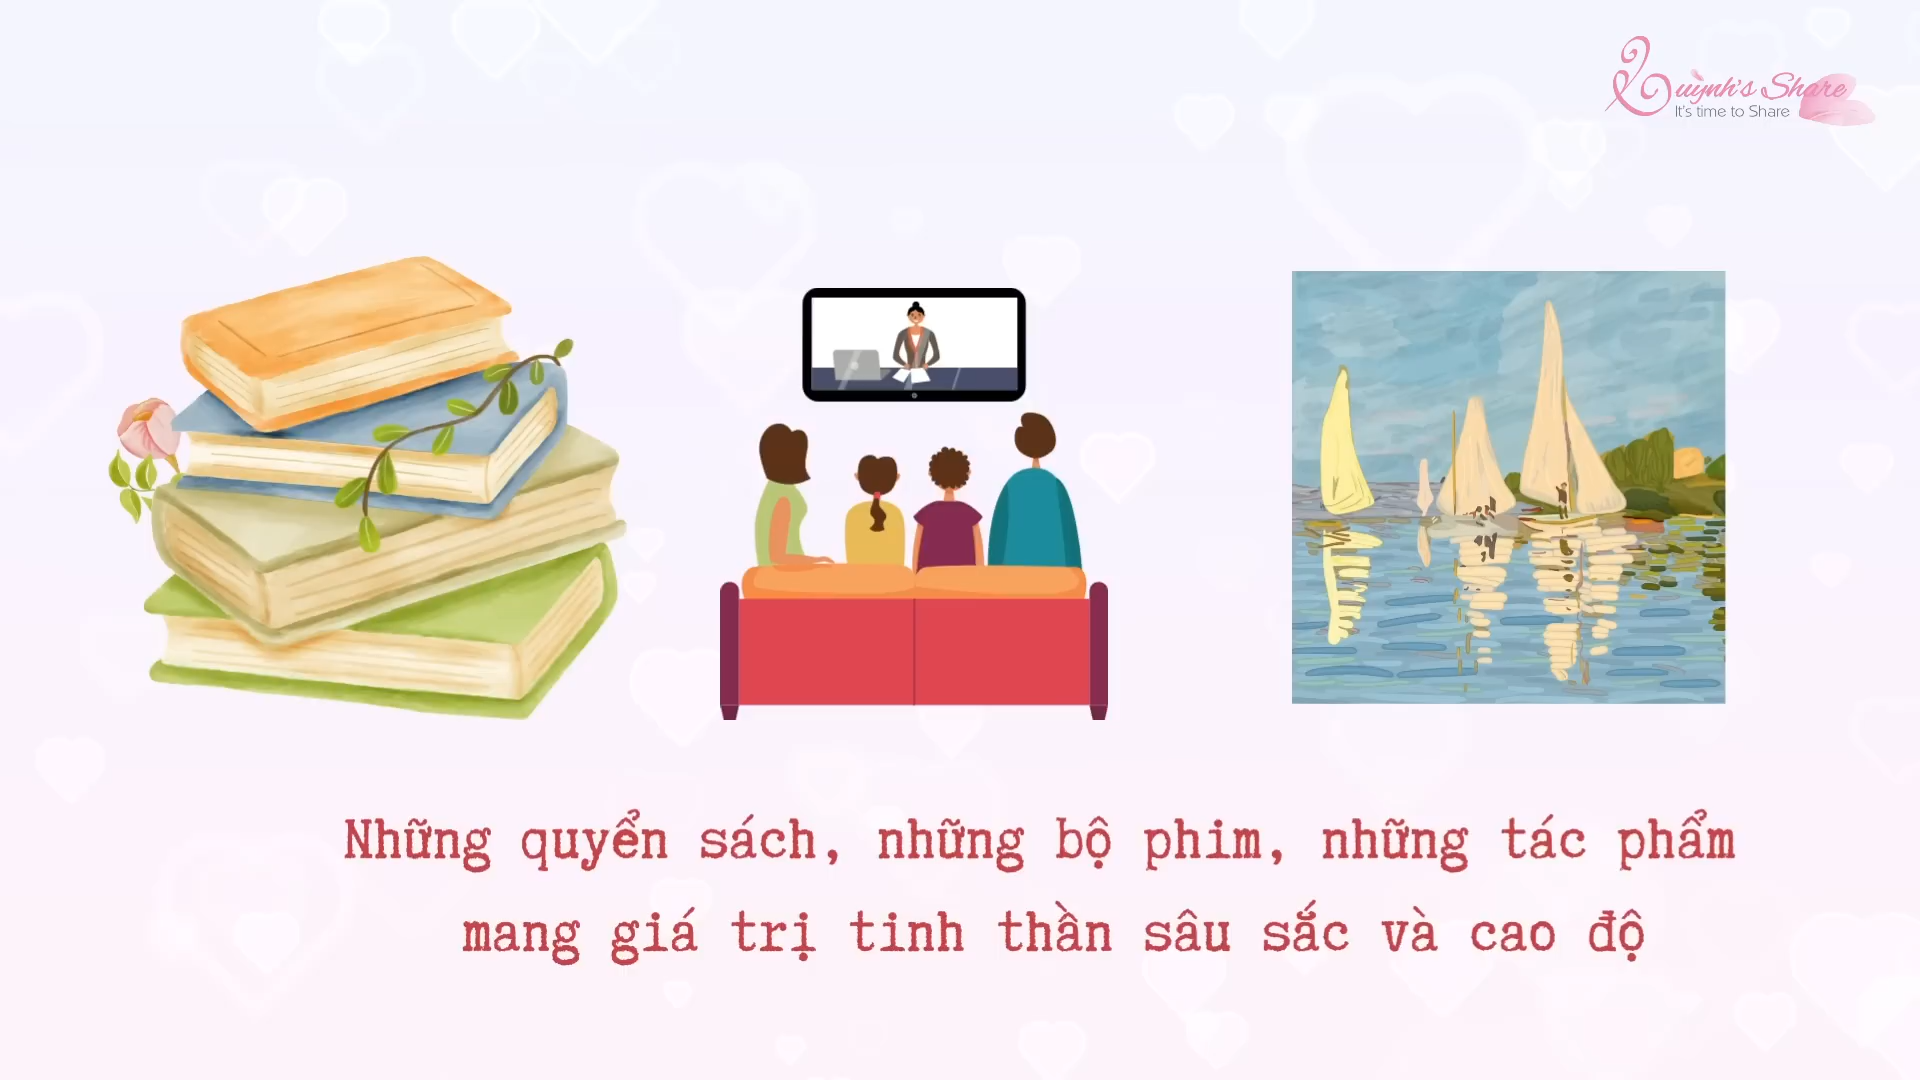 Quỳnh's Share
It's time to Share
Những quyển sách, những bộ phim, những tác phẩm
mang giá trị tinh thần sâu sắc và cao độ